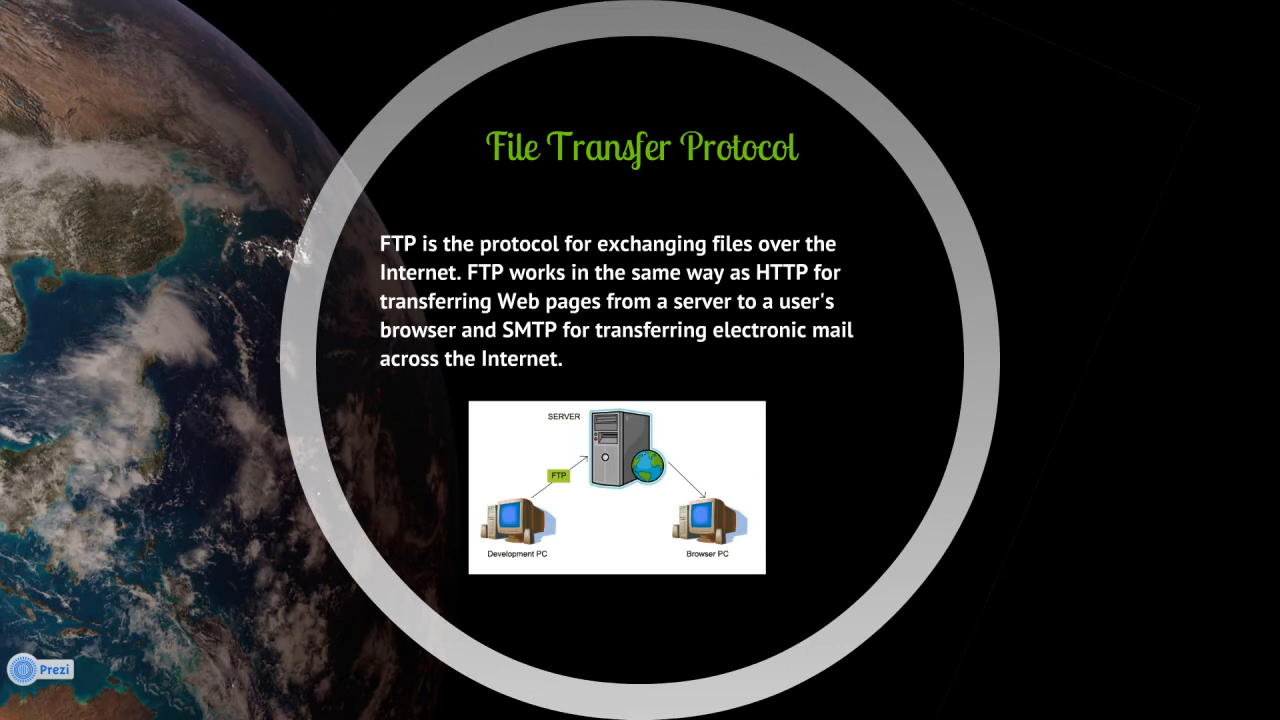 File Transfer Protocol
FTP is the protocol for exchanging files over the
Internet. FTP works in the same way as HTTP for
transferring Web pages from a server to a user's
browser and SMTP for transferring electronic mail
across the Internet.
SERVER
FTP
Development PC
Browser PC
Prezi